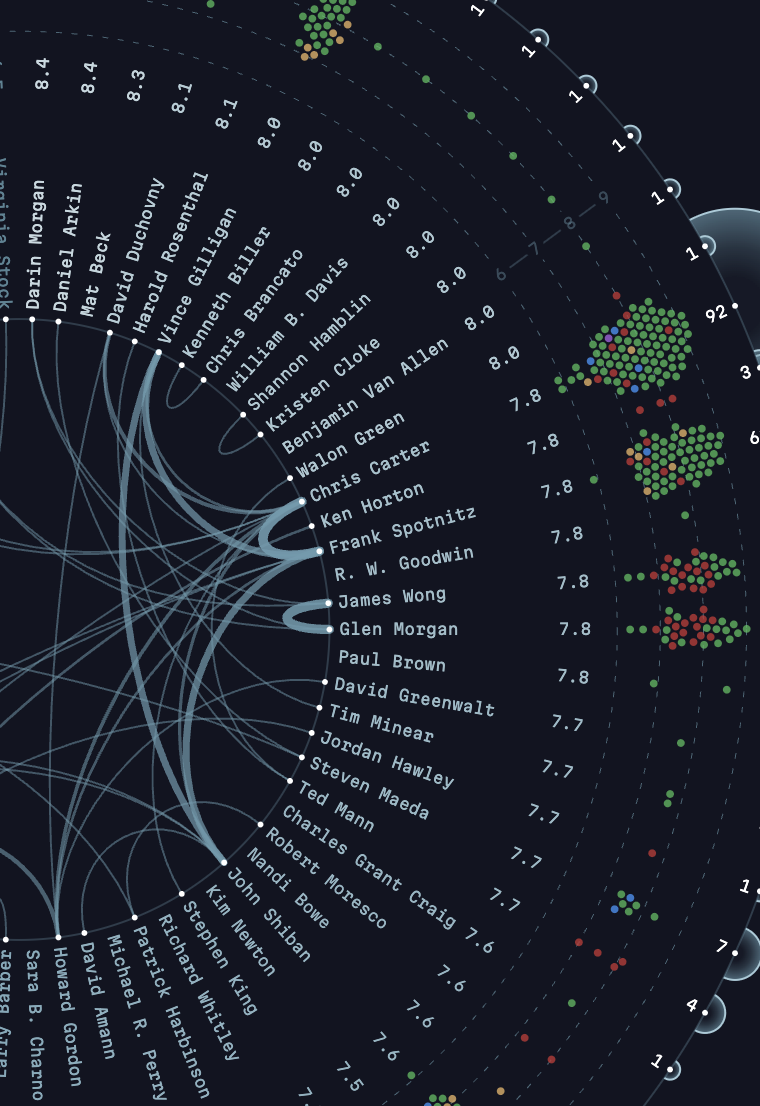 Virginia Stock
Darin Morgan
Daniel Arkin
Mat Beck
David Duchovny
Harold Rosenthal
Vince Gilligan
Kenneth Biller
Chris Brancato
William B. Davis
Shannon Hamblin
Kristen Cloke
Benjamin Van Allen
Walon Green
Chris Carter
Ken Horton
Frank Spotnitz
R. W. Goodwin
James Wong
Glen Morgan
Paul Brown
David Greenwalt
Tim Minear
Jordan Hawley
Steven Maeda
Ted Mann
Charles Grant Craig
Robert Moresco
Nandi Bowe
John Shiban
Kim Newton
Stephen King
Richard Whitley
Patrick Harbinson
Michael R. Perry
David Amann
Howard Gordon
Sara B. Charno
Larry Barber
8.4
8.4
8.3
8.1
8.1
8.0
8.0
8.0
8.0
8.0
8.0
8.0
8.0
7.8
7.8
7.8
7.8
7.8
7.8
7.8
7.7
7.7
7.7
7.7
7.7
7.6
7.6
7.6
7.6
7.5
6
7
8
9
1
1
1
1
1
1
92
3
6
1
7
4
1